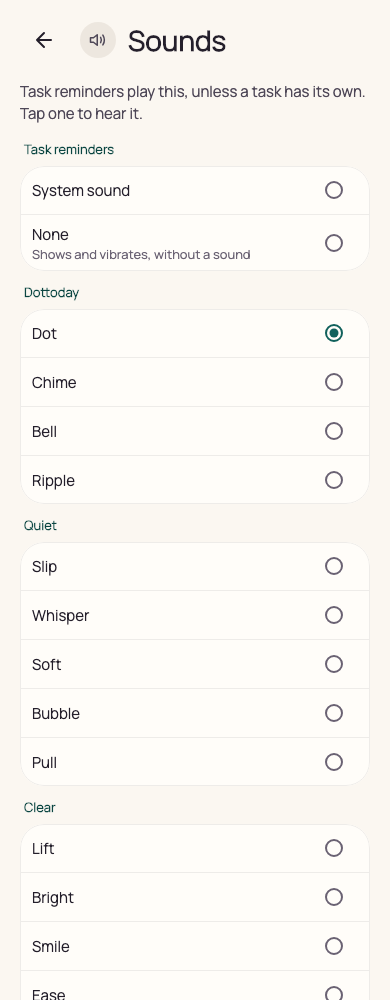 Sounds
Task reminders play this, unless a task has its own.
Tap one to hear it.
Task reminders
System sound
None
Shows and vibrates, without a sound
Dottoday
Dot
Chime
Bell
Ripple
Quiet
Slip
Whisper
Soft
Bubble
Pull
Clear
Lift
Bright
Smile
Ease